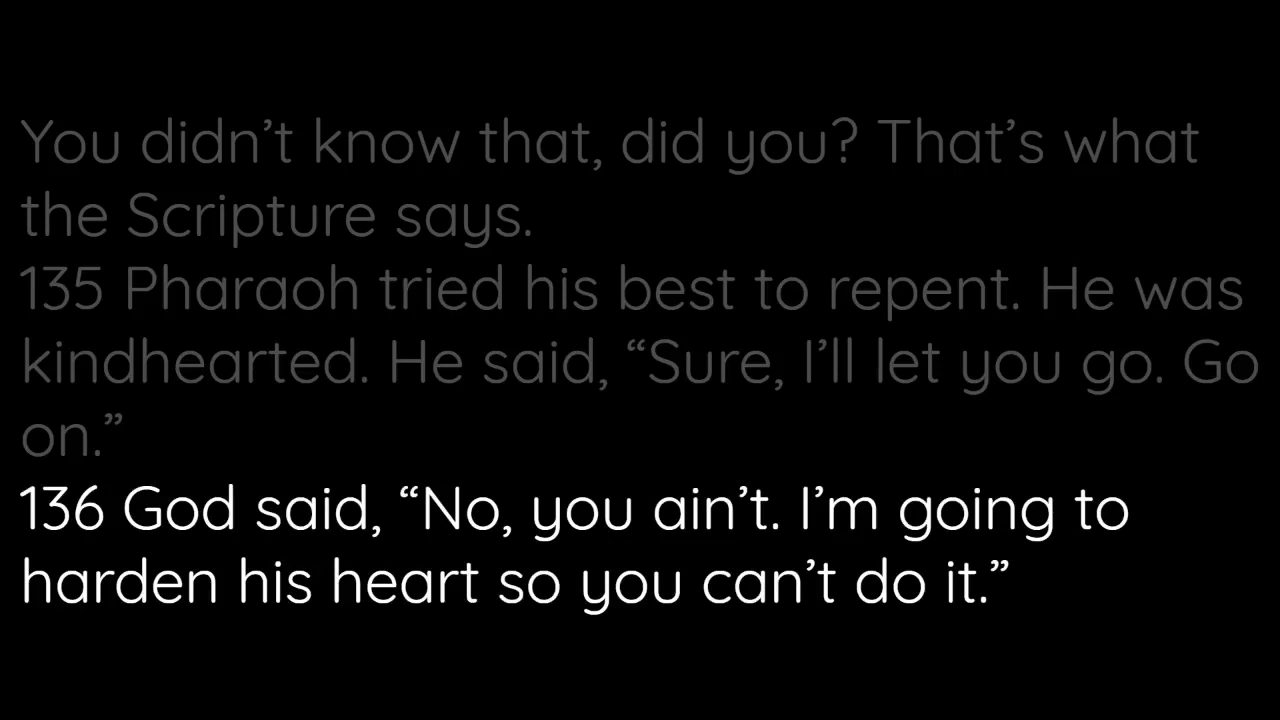 You didn’t know that, did you? That’s what
the Scripture says.
135 Pharaoh tried his best to repent. He was
kindhearted. He said, “Sure, I’ll let you go. Go
on.”
136 God said, “No, you ain’t. I’m going to
harden his heart so you can’t do it.”